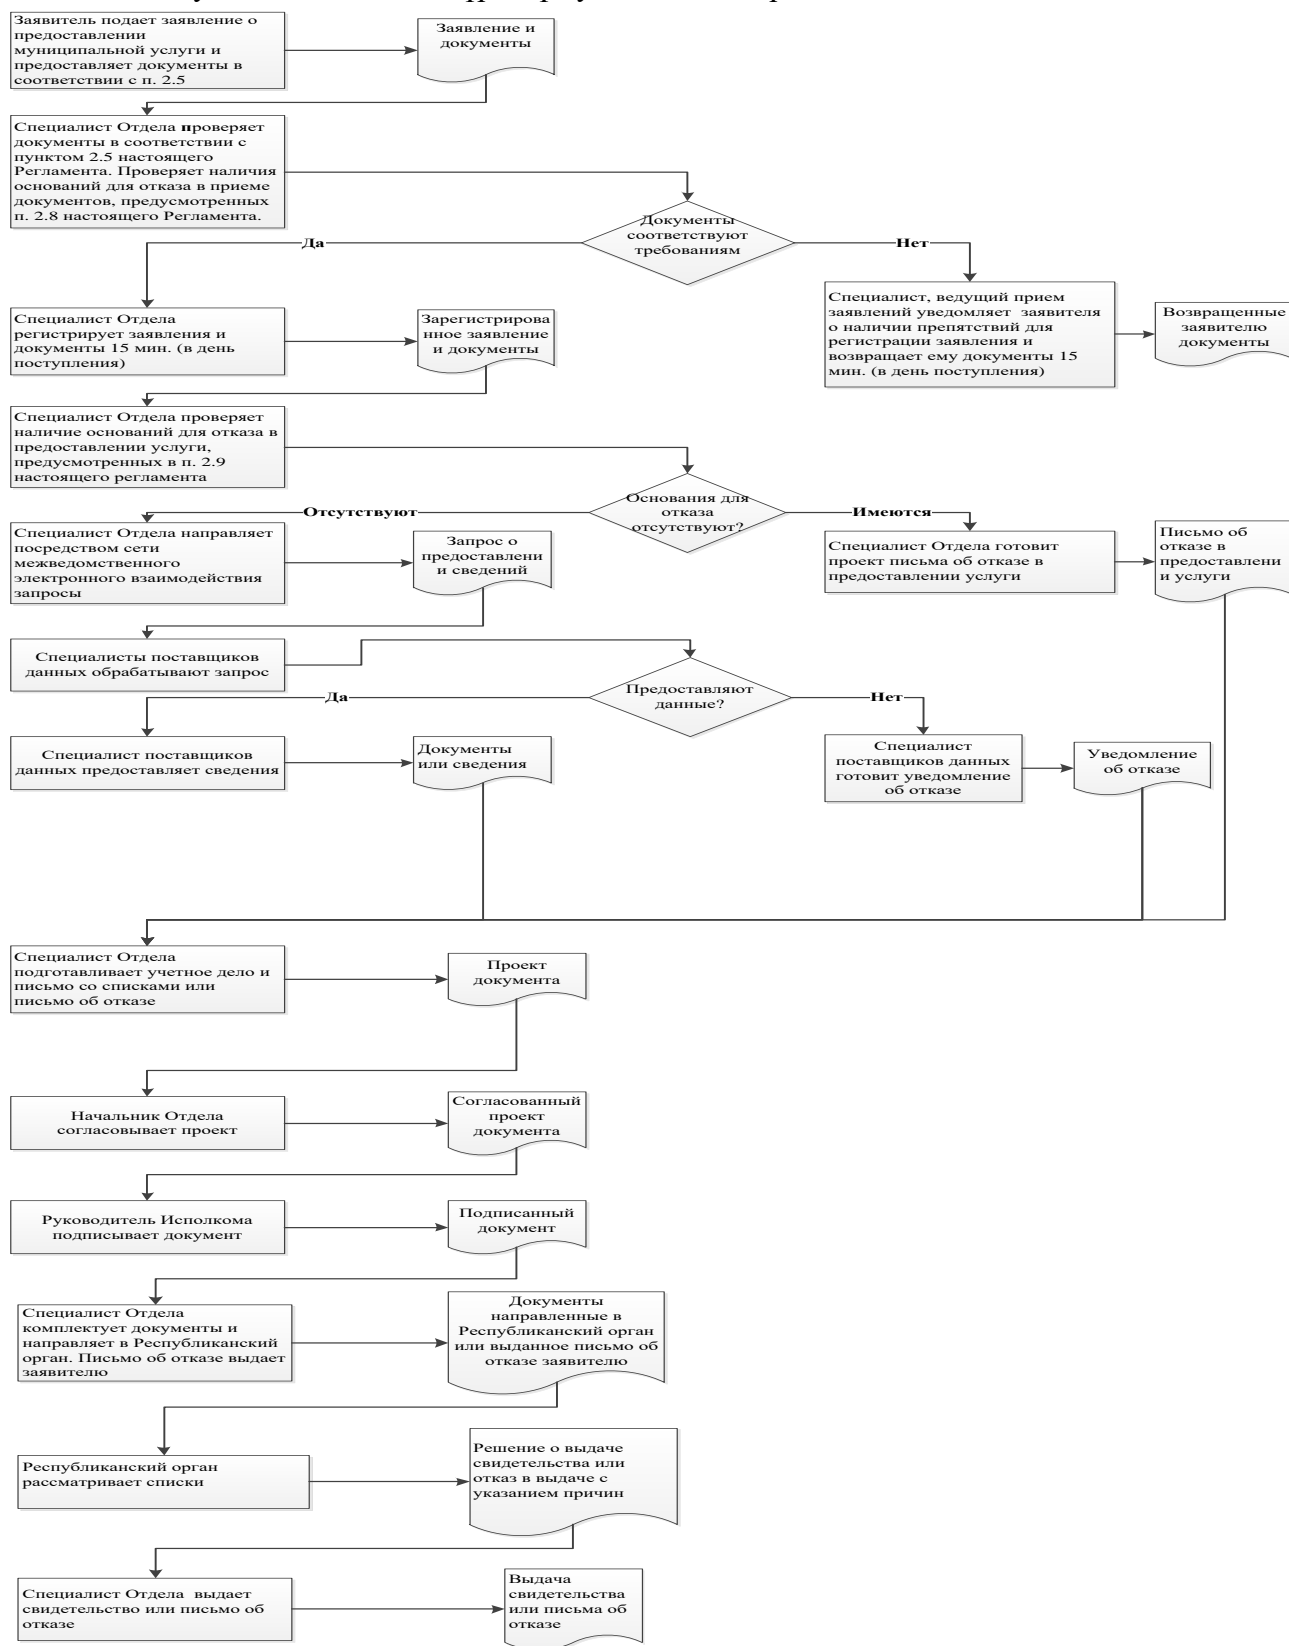 Заявитель подает заявление о
предоставлении
муниципальной услуги и
предоставляет документы в
соответствии с п. 2.5
Заявление и
документы
Специалист Отдела проверяет
документы в соответствии с
пунктом 2.5 настоящего
Регламента. Проверяет наличия
оснований для отказа в приеме
документов, предусмотренных
п. 2.8 настоящего Регламента.
Документы
соответствуют
требованиям
Да
Нет
Специалист Отдела
регистрирует заявления и
документы 15 мин. (в день
поступления)
Зарегистрирова
нное заявление
и документы
Специалист, ведущий прием
заявлений уведомляет заявителя
о наличии препятствий для
регистрации заявления и
возвращает ему документы 15
мин. (в день поступления)
Возвращенные
заявителю
документы
Специалист Отдела проверяет
наличие оснований для отказа в
предоставлении услуги,
предусмотренных в п. 2.9
настоящего регламента
Основания для
отказа
отсутствуют?
Отсутствуют
Имеются
Специалист Отдела направляет
посредством сети
межведомственного
электронного взаимодействия
запросы
Запрос о
предоставлени
и сведений
Специалист Отдела готовит
проект письма об отказе в
предоставлении услуги
Письмо об
отказе в
предоставлени
и услуги
Специалисты поставщиков
данных обрабатывают запрос
Предоставляют
данные?
Да
Нет
Специалист поставщиков
данных предоставляет сведения
Документы
или сведения
Специалист
поставщиков данных
готовит уведомление
об отказе
Уведомление
об отказе
Специалист Отдела
подготавливает учетное дело и
письмо со списками или
письмо об отказе
Проект
документа
Начальник Отдела
согласовывает проект
Согласованный
проект
документа
Руководитель Исполкома
подписывает документ
Подписанный
документ
Специалист Отдела
комплектует документы и
направляет в Республиканский
орган. Письмо об отказе выдает
заявителю
Документы
направленные в
Республиканский орган
или выданное письмо об
отказе заявителю
Республиканский орган
рассматривает списки
Решение о выдаче
свидетельства или
отказ в выдаче с
указанием причин
Специалист Отдела выдает
свидетельство или письмо об
отказе
Выдача
свидетельства
или письма об
отказе